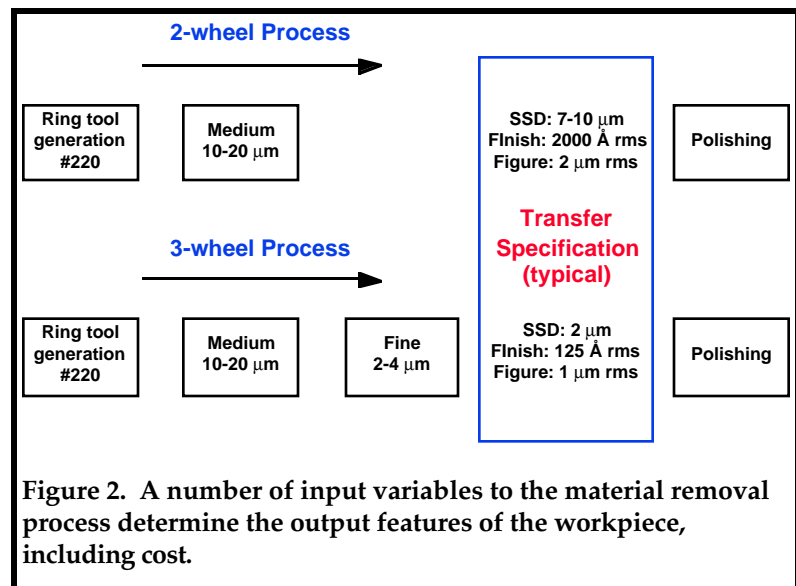 2-wheel Process
Ring tool
generation
#220
Medium
10-20 μm
SSD: 7-10 μm
FInish: 2000 Å rms
Figure: 2 μm rms
Polishing
Transfer
Specification
(typical)
3-wheel Process
Ring tool
generation
#220
Medium
10-20 μm
Fine
2-4 μm
SSD: 2 μm
FInish: 125 Å rms
Figure: 1 μm rms
Polishing
Figure 2. A number of input variables to the material removal
process determine the output features of the workpiece,
including cost.